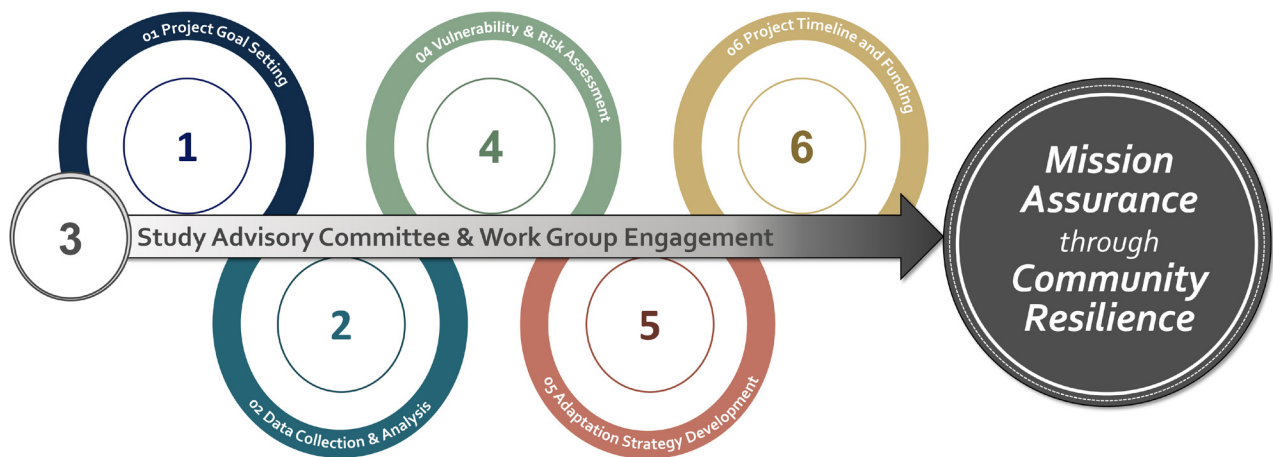 01 Project Goal Setting
1
02 Data Collection & Analysis
2
3
Study Advisory Committee & Work Group Engagement
04 Vulnerability & Risk Assessment
4
05 Adaptation Strategy Development
5
06 Project Timeline and Funding
6
Mission
Assurance
through
Community
Resilience